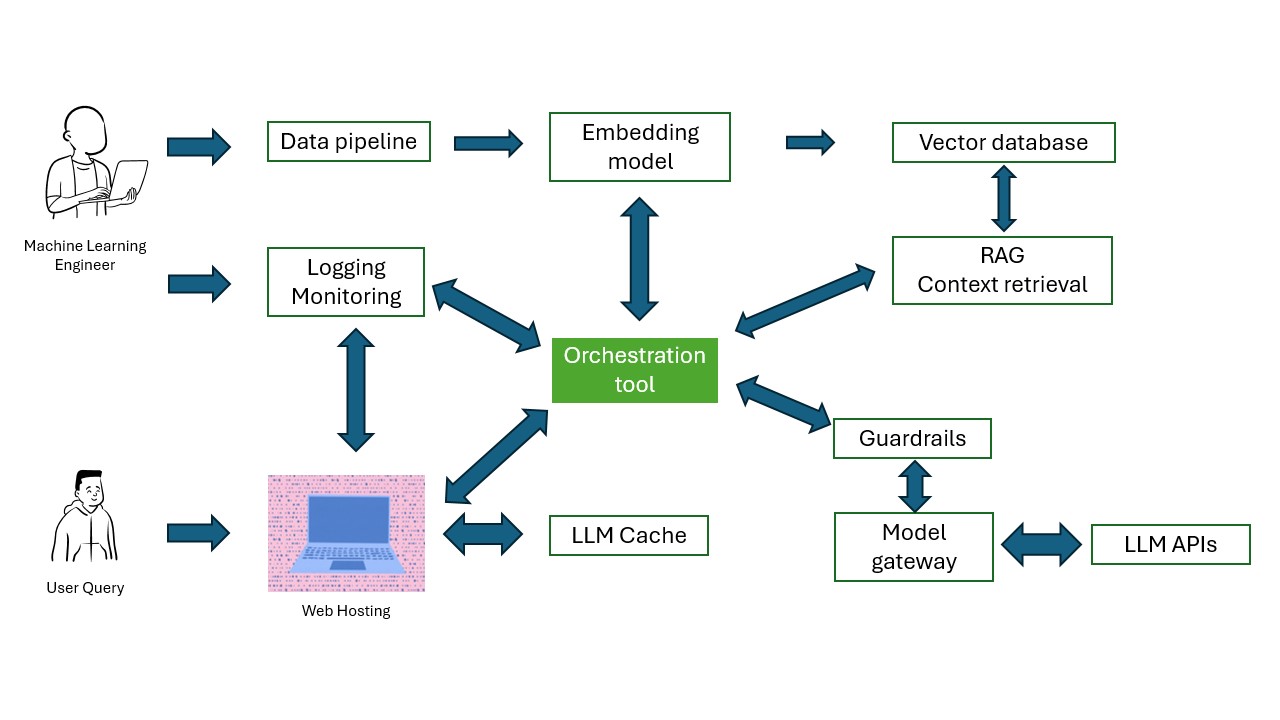 Data pipeline
Embedding
model
Vector database
Machine Learning
Engineer
Logging
Monitoring
RAG
Context retrieval
Orchestration
tool
Guardrails
User Query
Web Hosting
LLM Cache
Model
gateway
LLM APIs